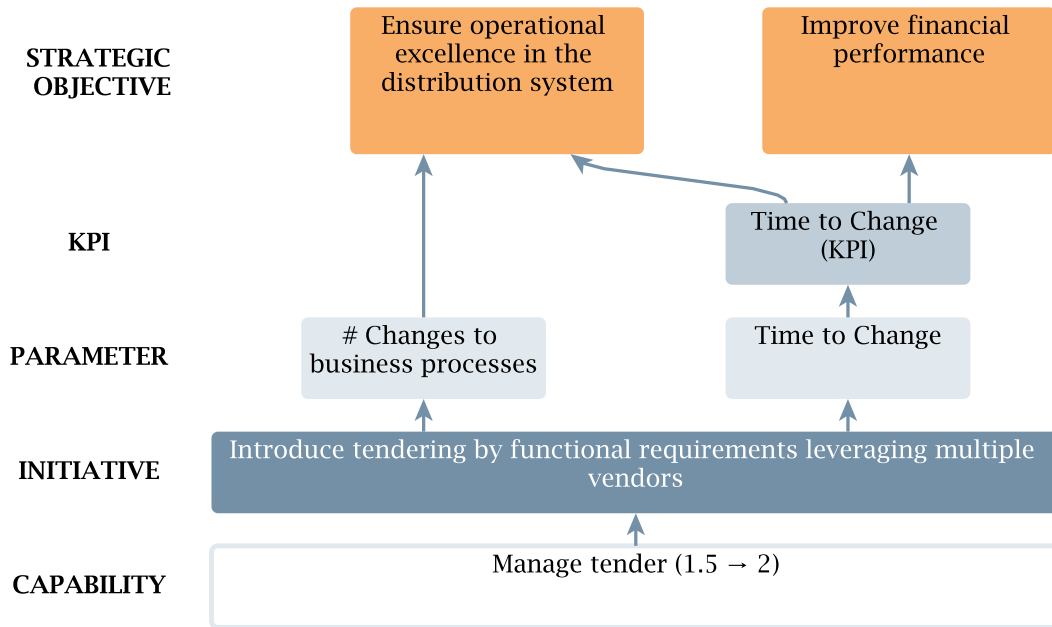 STRATEGIC
OBJECTIVE
Ensure operational
excellence in the
distribution system
Improve financial
performance
KPI
Time to Change
(KPI)
PARAMETER
# Changes to
business processes
Time to Change
INITIATIVE
Introduce tendering by functional requirements leveraging multiple
vendors
CAPABILITY
Manage tender (1.5 → 2)